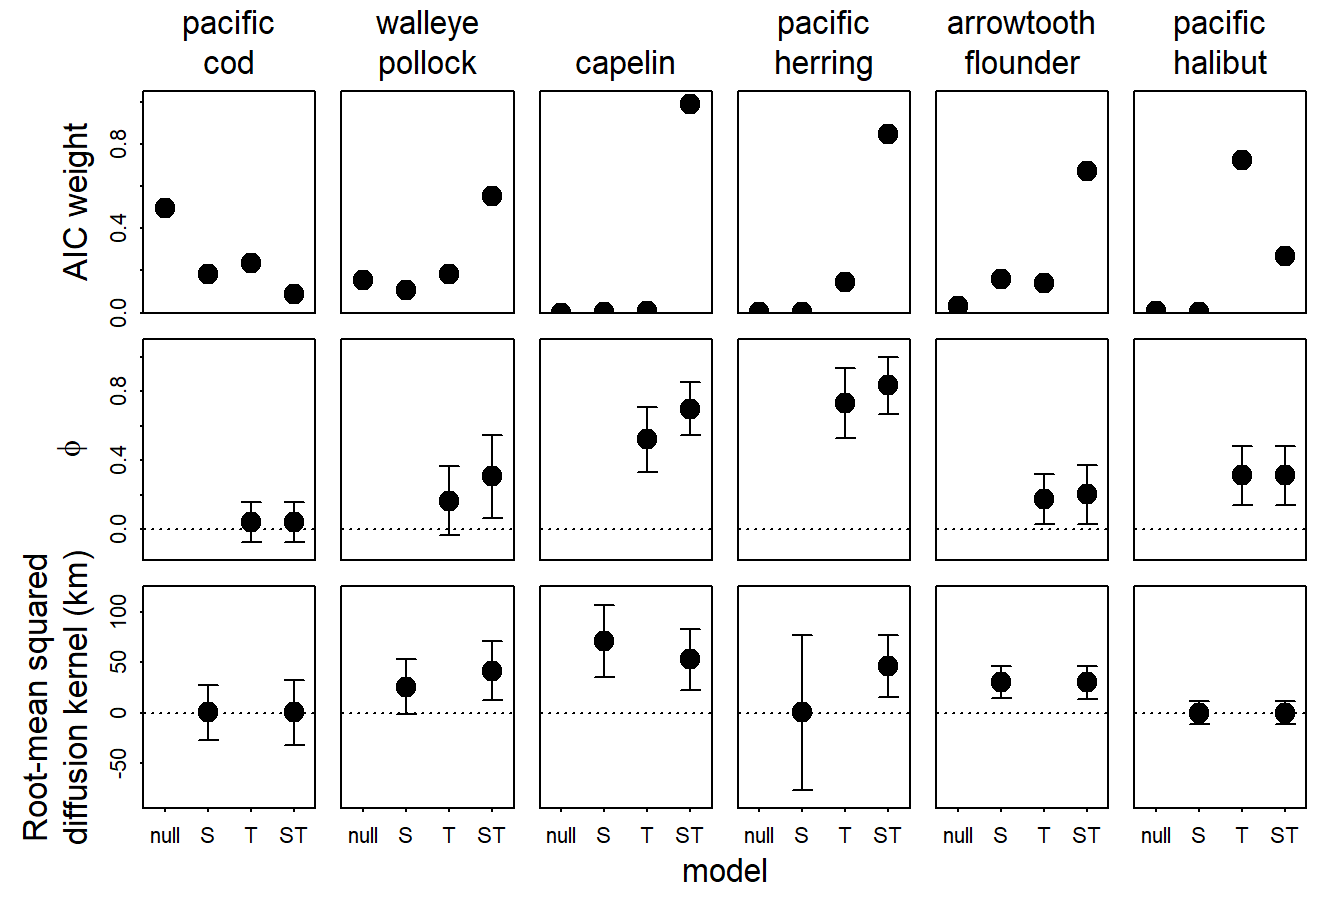 pacific
cod
walleye
pollock
capelin
pacific
herring
arrowtooth
flounder
pacific
halibut
AIC weight
0.8
0.4
0.0
ϕ
0.8
0.4
0.0
Root-mean squared
diffusion kernel (km)
100
50
0
-50
null S T ST
null S T ST
null S T ST
null S T ST
null S T ST
null S T ST
model